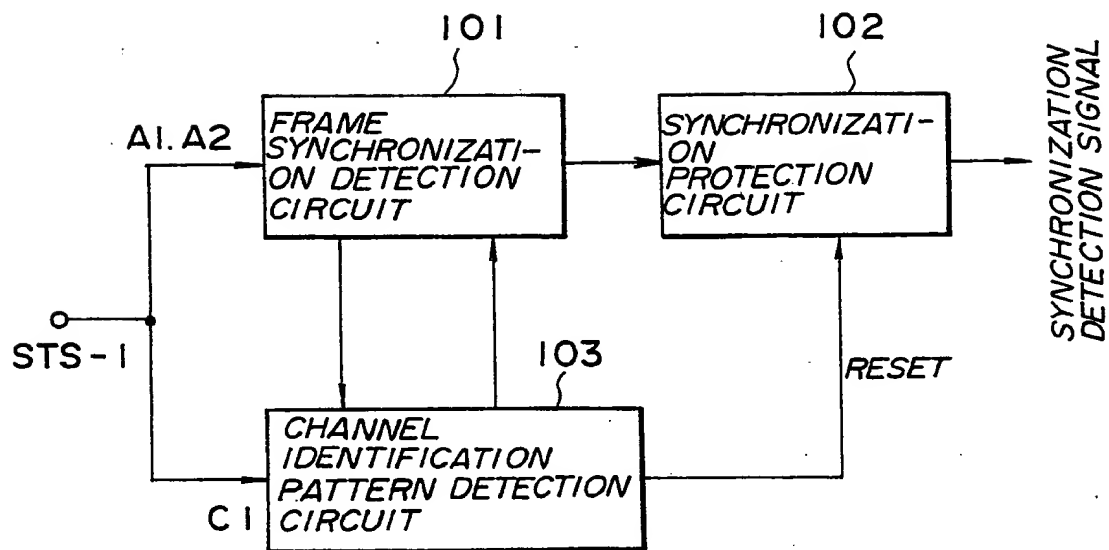 101
102
A1. A2
FRAME
SYNCHRONIZATI-
ON DETECTION
CIRCUIT
SYNCHRONIZATI-
ON
PROTECTION
CIRCUIT
SYNCHRONIZATION
DETECTION SIGNAL
STS-1
103
RESET
CHANNEL
IDENTIFICATION
PATTERN DETECTION
CIRCUIT
C1